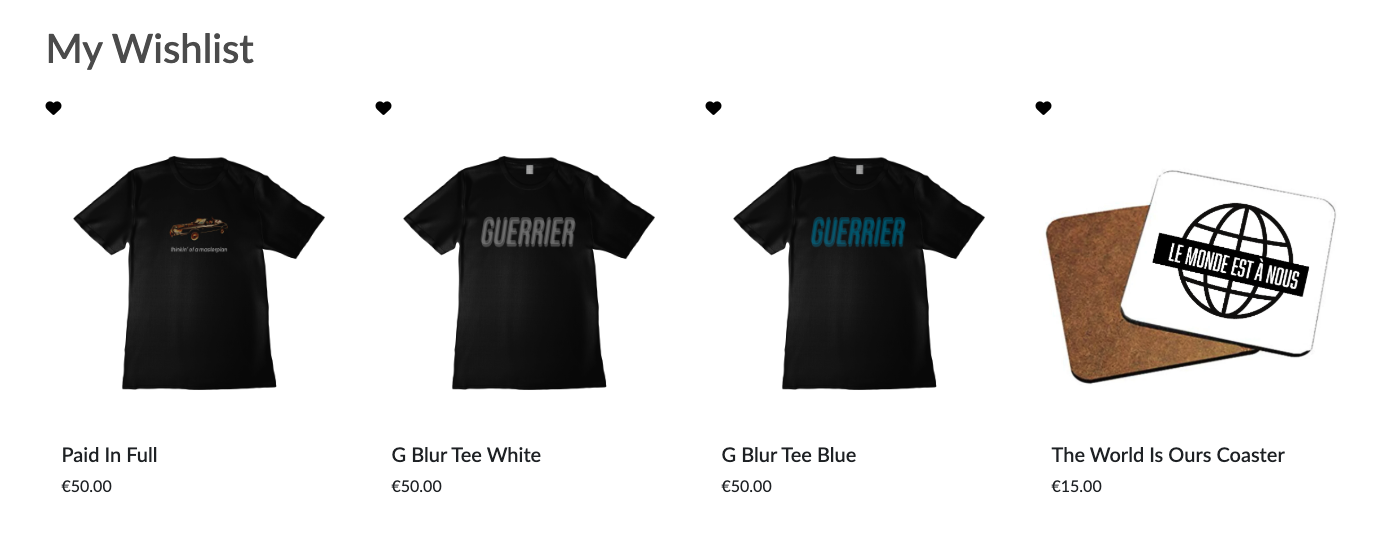 My Wishlist
thinkin' of a masterplan
GUERRIER
GUERRIER
LE MONDE EST À NOUS
Paid In Full
G Blur Tee White
G Blur Tee Blue
The World Is Ours Coaster
€50.00
€50.00
€50.00
€15.00